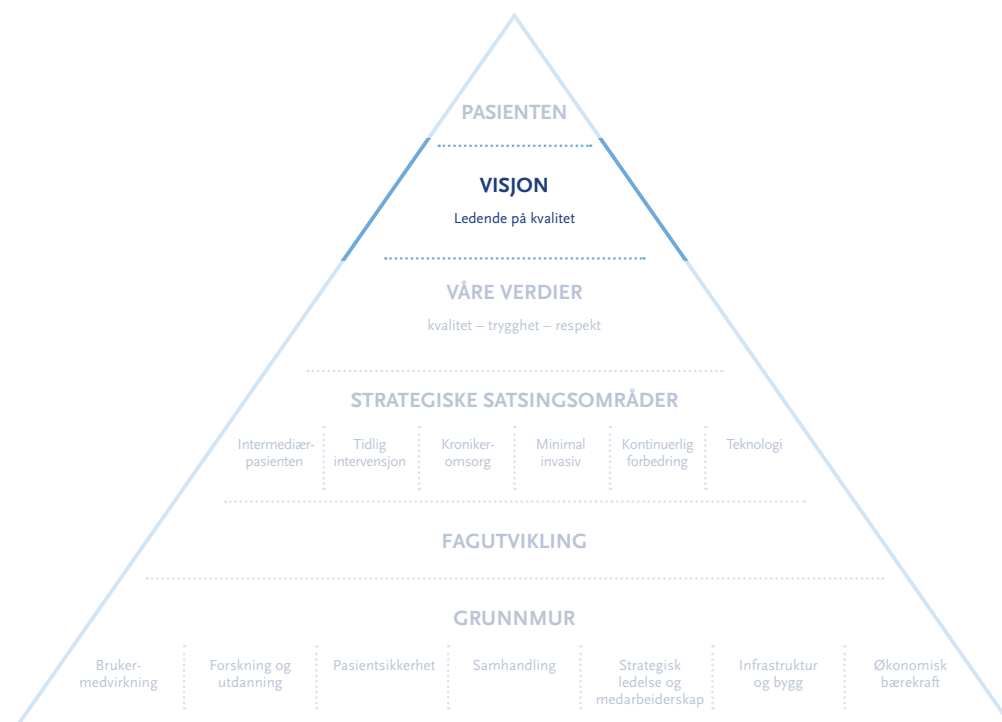 PASIENTEN
VISJON
Ledende på kvalitet
VÅRE VERDIER
kvalitet – trygghet – respekt
STRATEGISKE SATSINGSOMRÅDER
Intermediær-
pasienten
Tidlig
intervensjon
Kroniker-
omsorg
Minimal
invasiv
Kontinuerlig
forbedring
Teknologi
FAGUTVIKLING
GRUNNMUR
Bruker-
medvirkning
Forskning og
utdanning
Pasientsikkerhet
Samhandling
Strategisk
ledelse og
medarbeiderskap
Infrastruktur
og bygg
Økonomisk
bærekraft